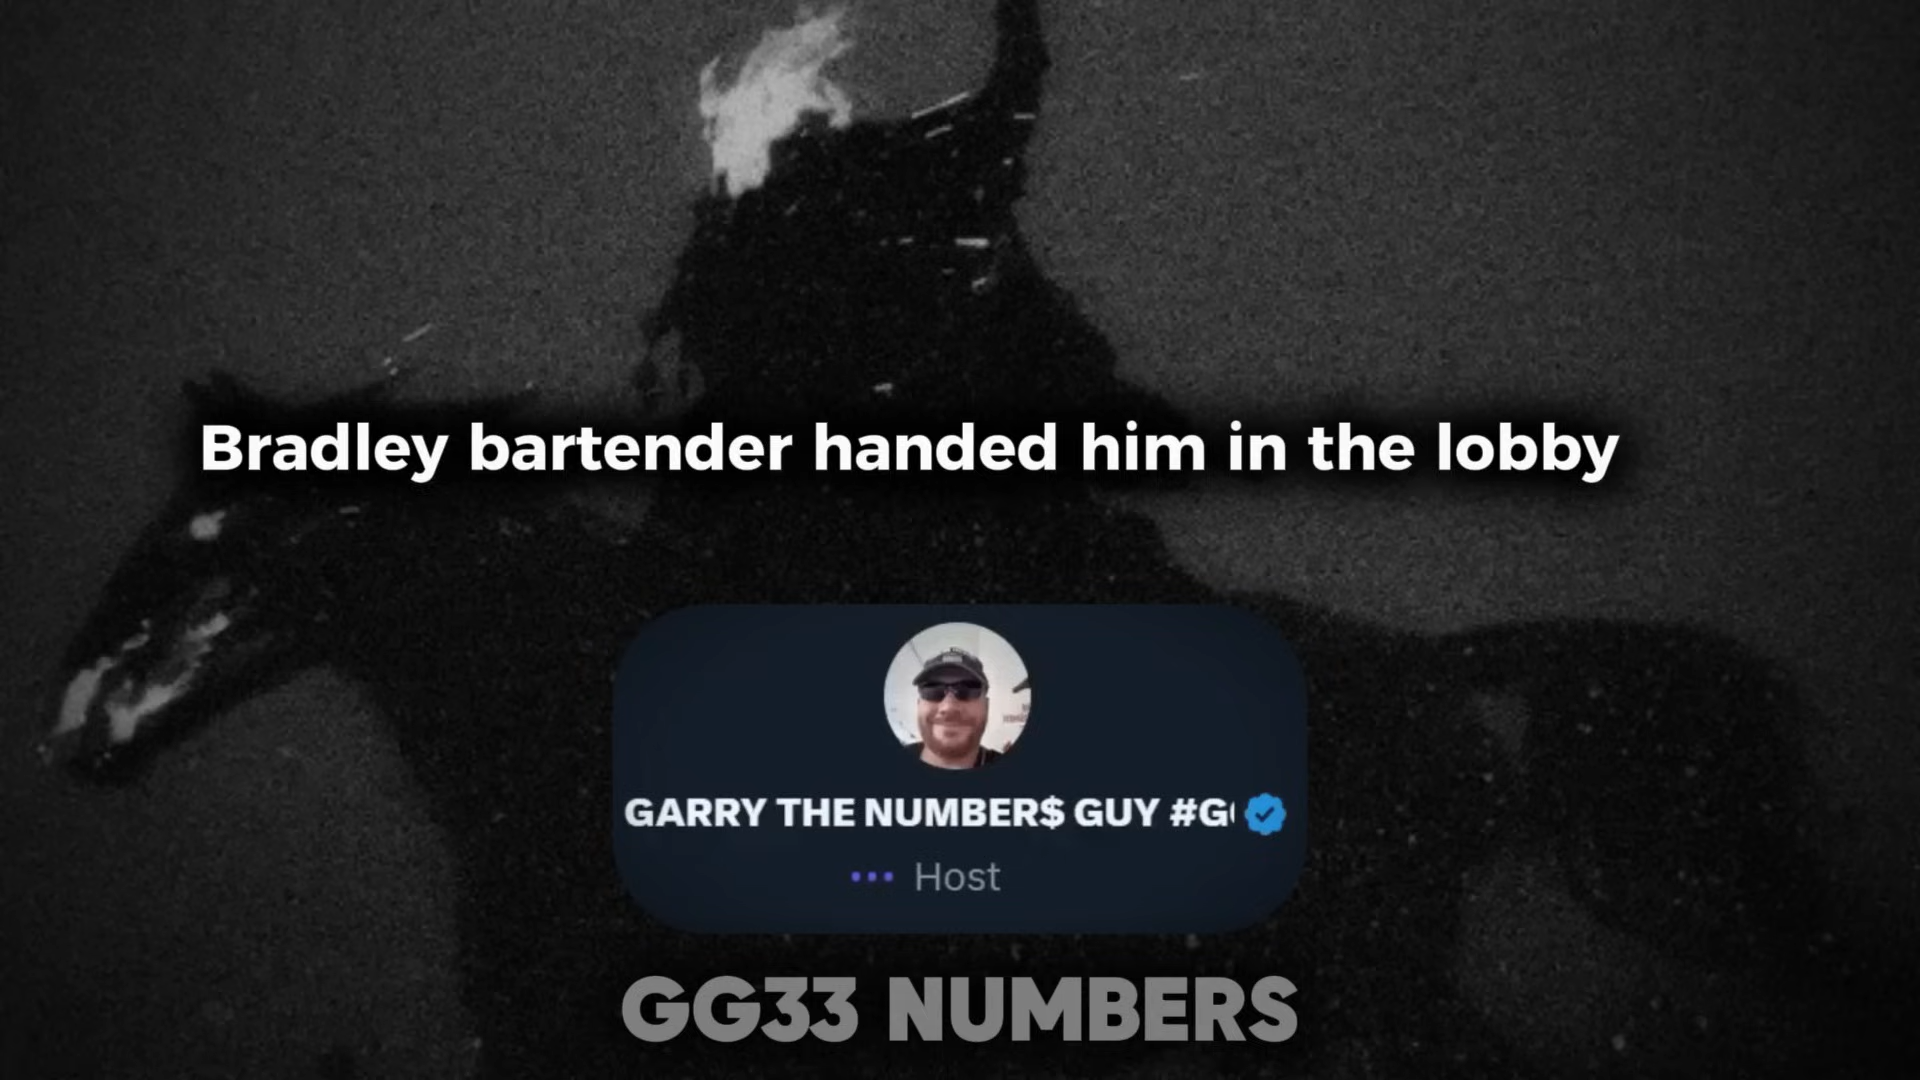 Bradley bartender handed him in the lobby
GARRY THE NUMBER$ GUY #G
Host
GG33 NUMBERS